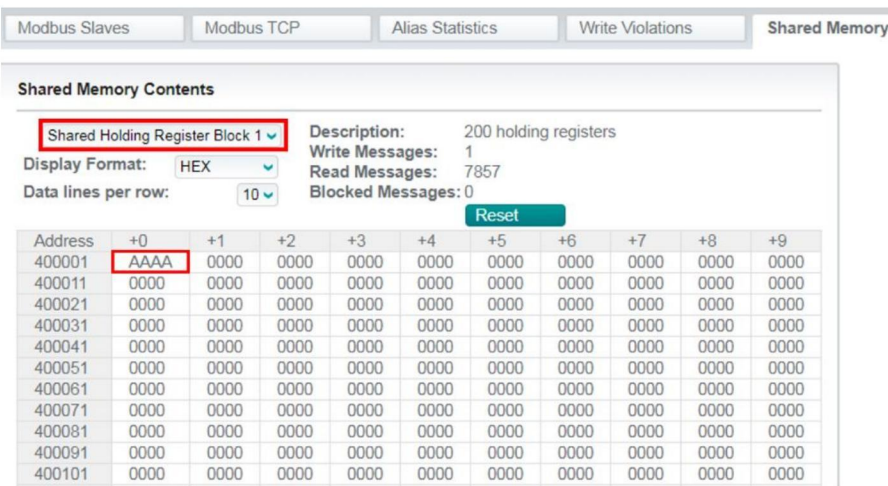 Modbus Slaves Modbus TCP Alias Statistics Write Violations Shared Memory
Shared Memory Contents
Shared Holding Register Block 1
Display Format: HEX
Data lines per row: 10
Description: 200 holding registers
Write Messages: 1
Read Messages: 7857
Blocked Messages: 0
Reset
Address +0 +1 +2 +3 +4 +5 +6 +7 +8 +9
400001 AAAA 0000 0000 0000 0000 0000 0000 0000 0000 0000
400011 0000 0000 0000 0000 0000 0000 0000 0000 0000 0000
400021 0000 0000 0000 0000 0000 0000 0000 0000 0000 0000
400031 0000 0000 0000 0000 0000 0000 0000 0000 0000 0000
400041 0000 0000 0000 0000 0000 0000 0000 0000 0000 0000
400051 0000 0000 0000 0000 0000 0000 0000 0000 0000 0000
400061 0000 0000 0000 0000 0000 0000 0000 0000 0000 0000
400071 0000 0000 0000 0000 0000 0000 0000 0000 0000 0000
400081 0000 0000 0000 0000 0000 0000 0000 0000 0000 0000
400091 0000 0000 0000 0000 0000 0000 0000 0000 0000 0000
400101 0000 0000 0000 0000 0000 0000 0000 0000 0000 0000